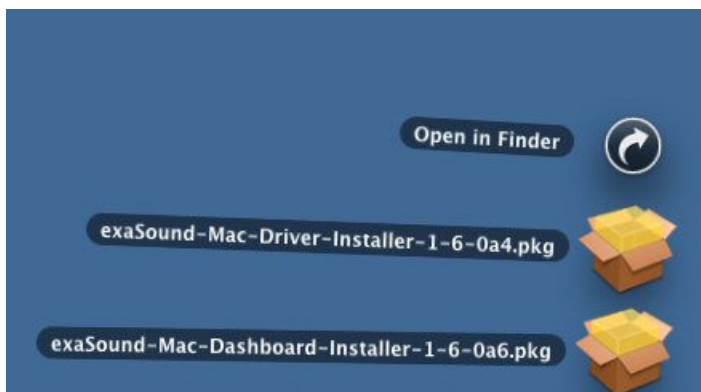 Open in Finder
exaSound-Mac-Driver-Installer-1-6-0a4.pkg
exaSound-Mac-Dashboard-Installer-1-6-0a6.pkg